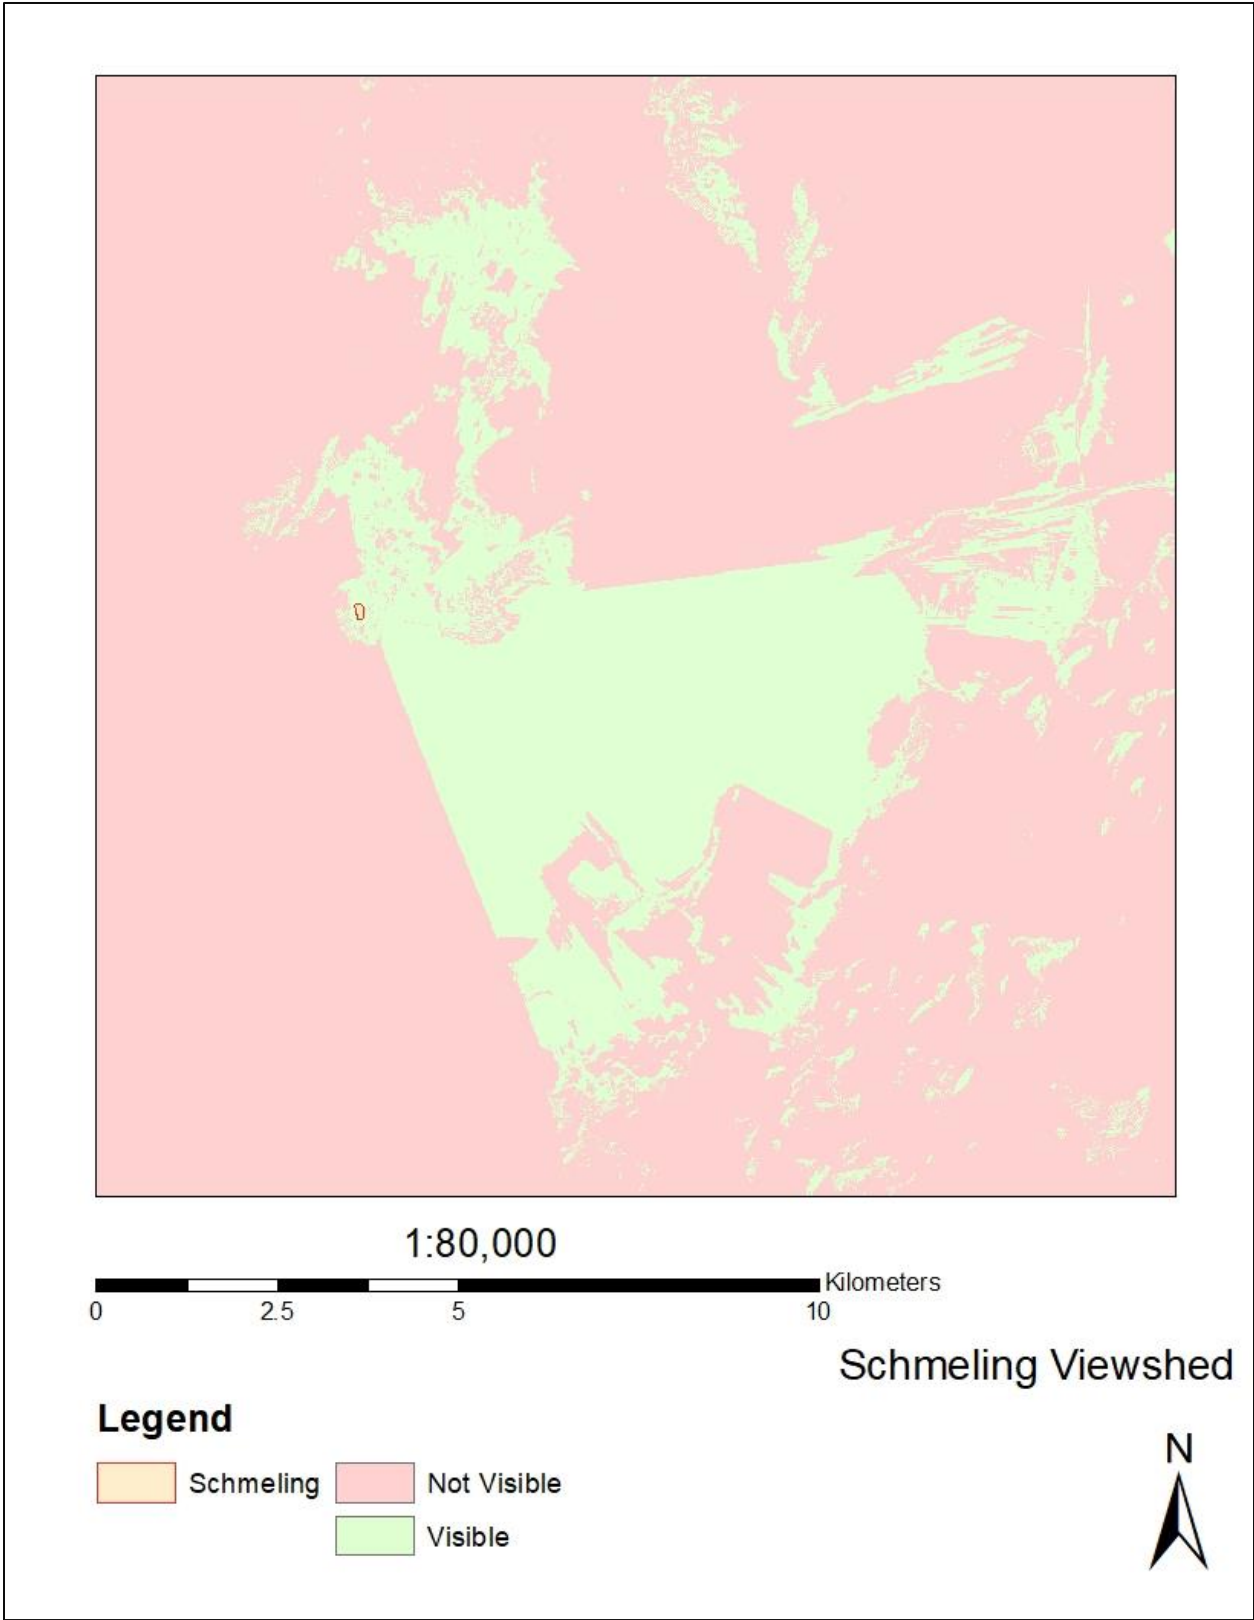 1:80,000
Kilometers
0 2.5 5 10
Schmeling Viewshed
Legend
N
Schmeling Not Visible
Visible